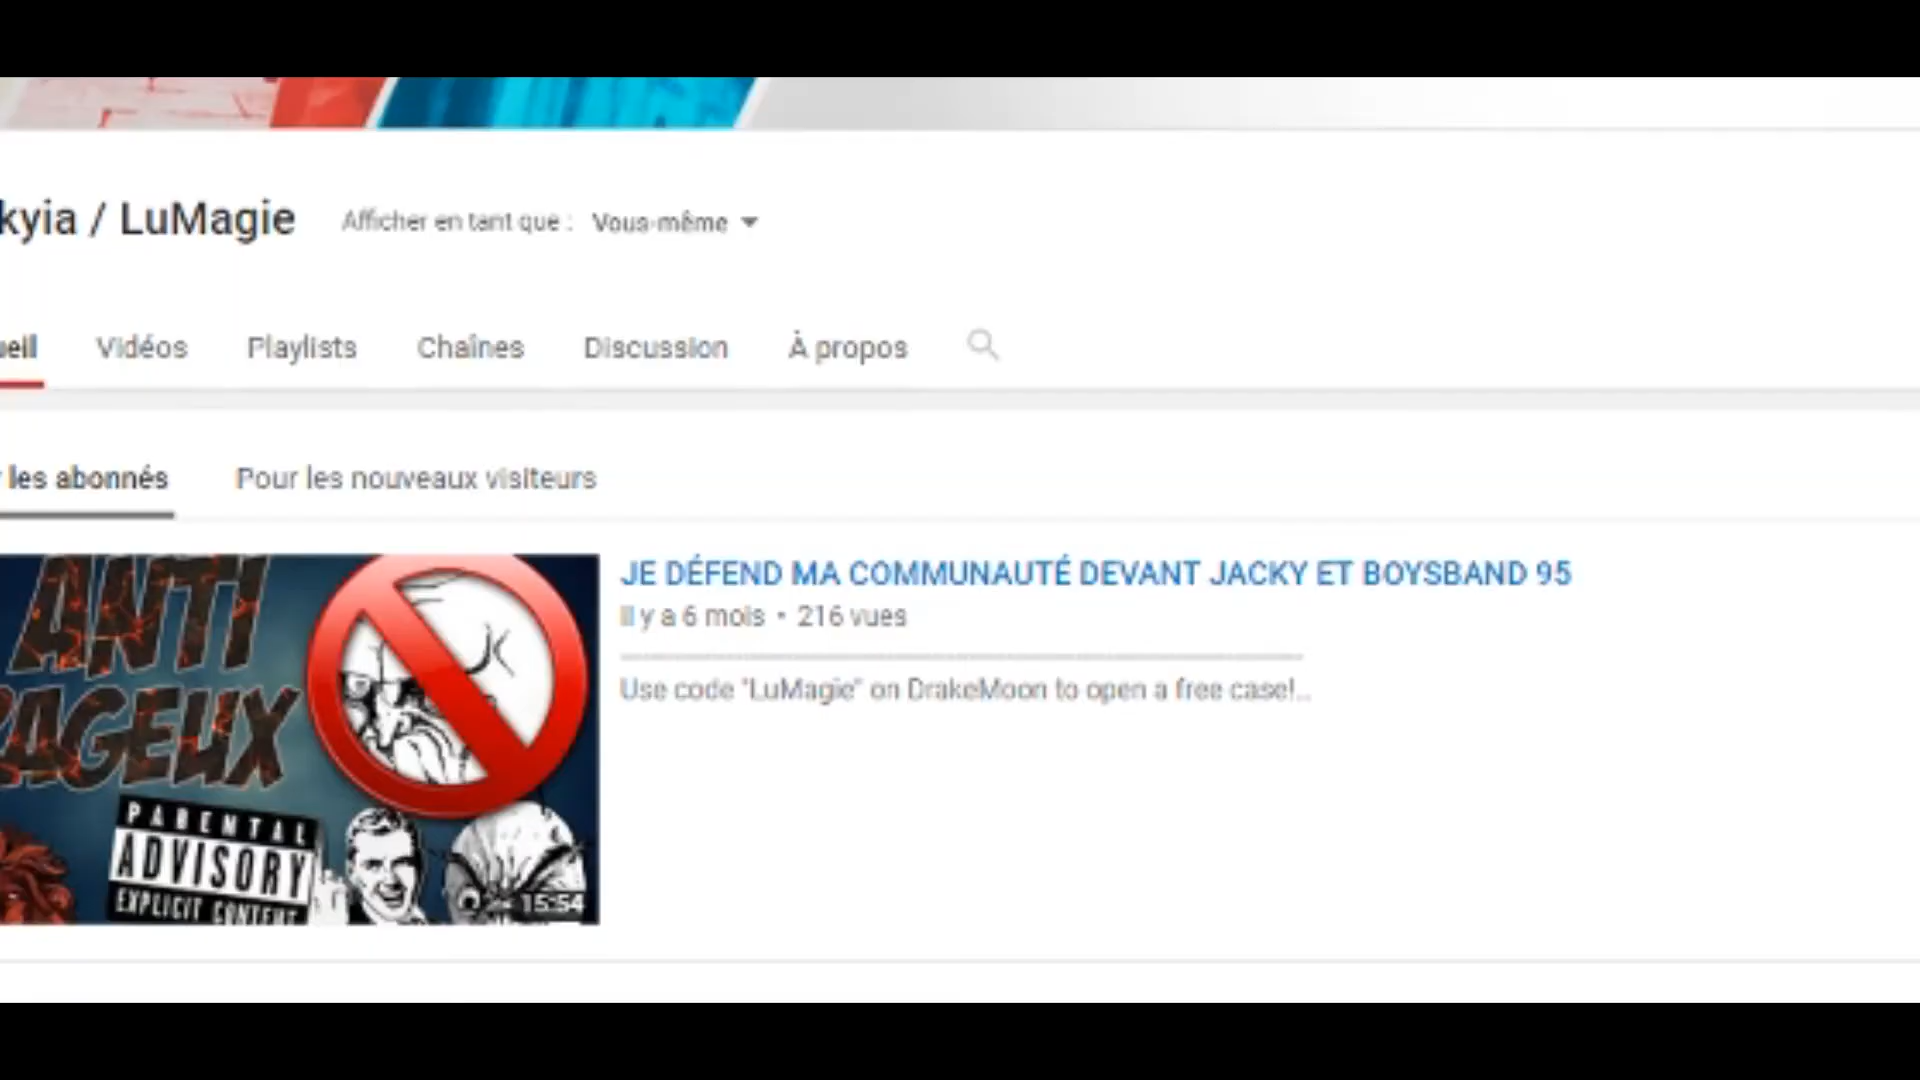 kyia / LuMagie Afficher en tant que : Vous-même
ueil Vidéos Playlists Chaînes Discussion À propos
les abonnés Pour les nouveaux visiteurs
JE DÉFEND MA COMMUNAUTÉ DEVANT JACKY ET BOYSBAND 95
Il y a 6 mois • 216 vues
Use code "LuMagie" on DrakeMoon to open a free case!...
ANTI
RAGEUX
PARENTAL
ADVISORY
EXPLICIT CONTENT
15:54